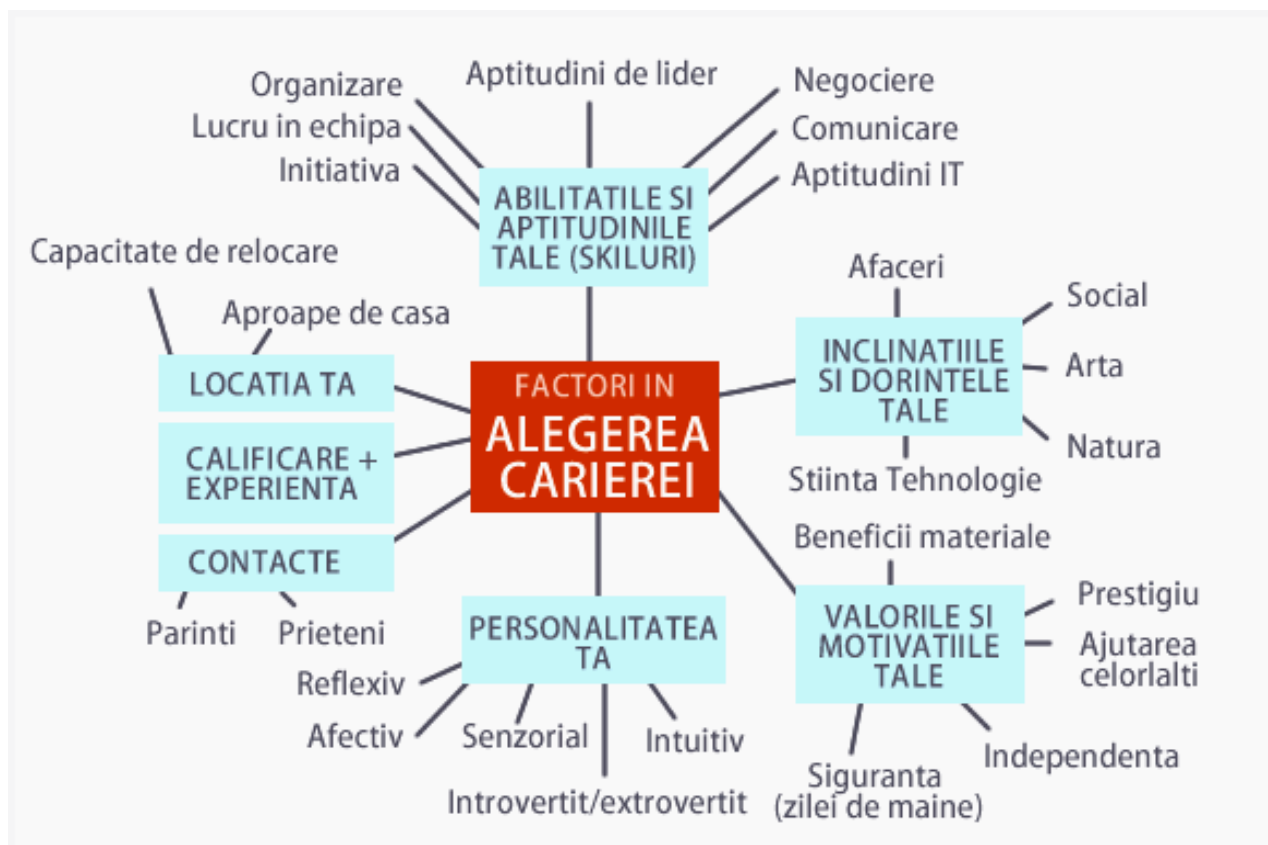 Organizare
Lucru in echipa
Initiativa
Aptitudini de lider
Negociere
Comunicare
Aptitudini IT
ABILITATILE SI
APTITUDINILE
TALE (SKILURI)
Capacitate de relocare
Aproape de casa
LOCATIA TA
CALIFICARE +
EXPERIENTA
CONTACTE
Parinti
Prieteni
FACTORI IN
ALEGEREA
CARIEREI
Afaceri
Social
Arta
Natura
INCLINATIILE
SI DORINTELE
TALE
Stiinta Tehnologie
Beneficii materiale
Prestigiu
Ajutarea
celorlalti
VALORILE SI
MOTIVATIILE
TALE
Independenta
Siguranta
(zilei de maine)
PERSONALITATEA
TA
Reflexiv
Afectiv
Senzorial
Intuitiv
Introvertit/extrovertit